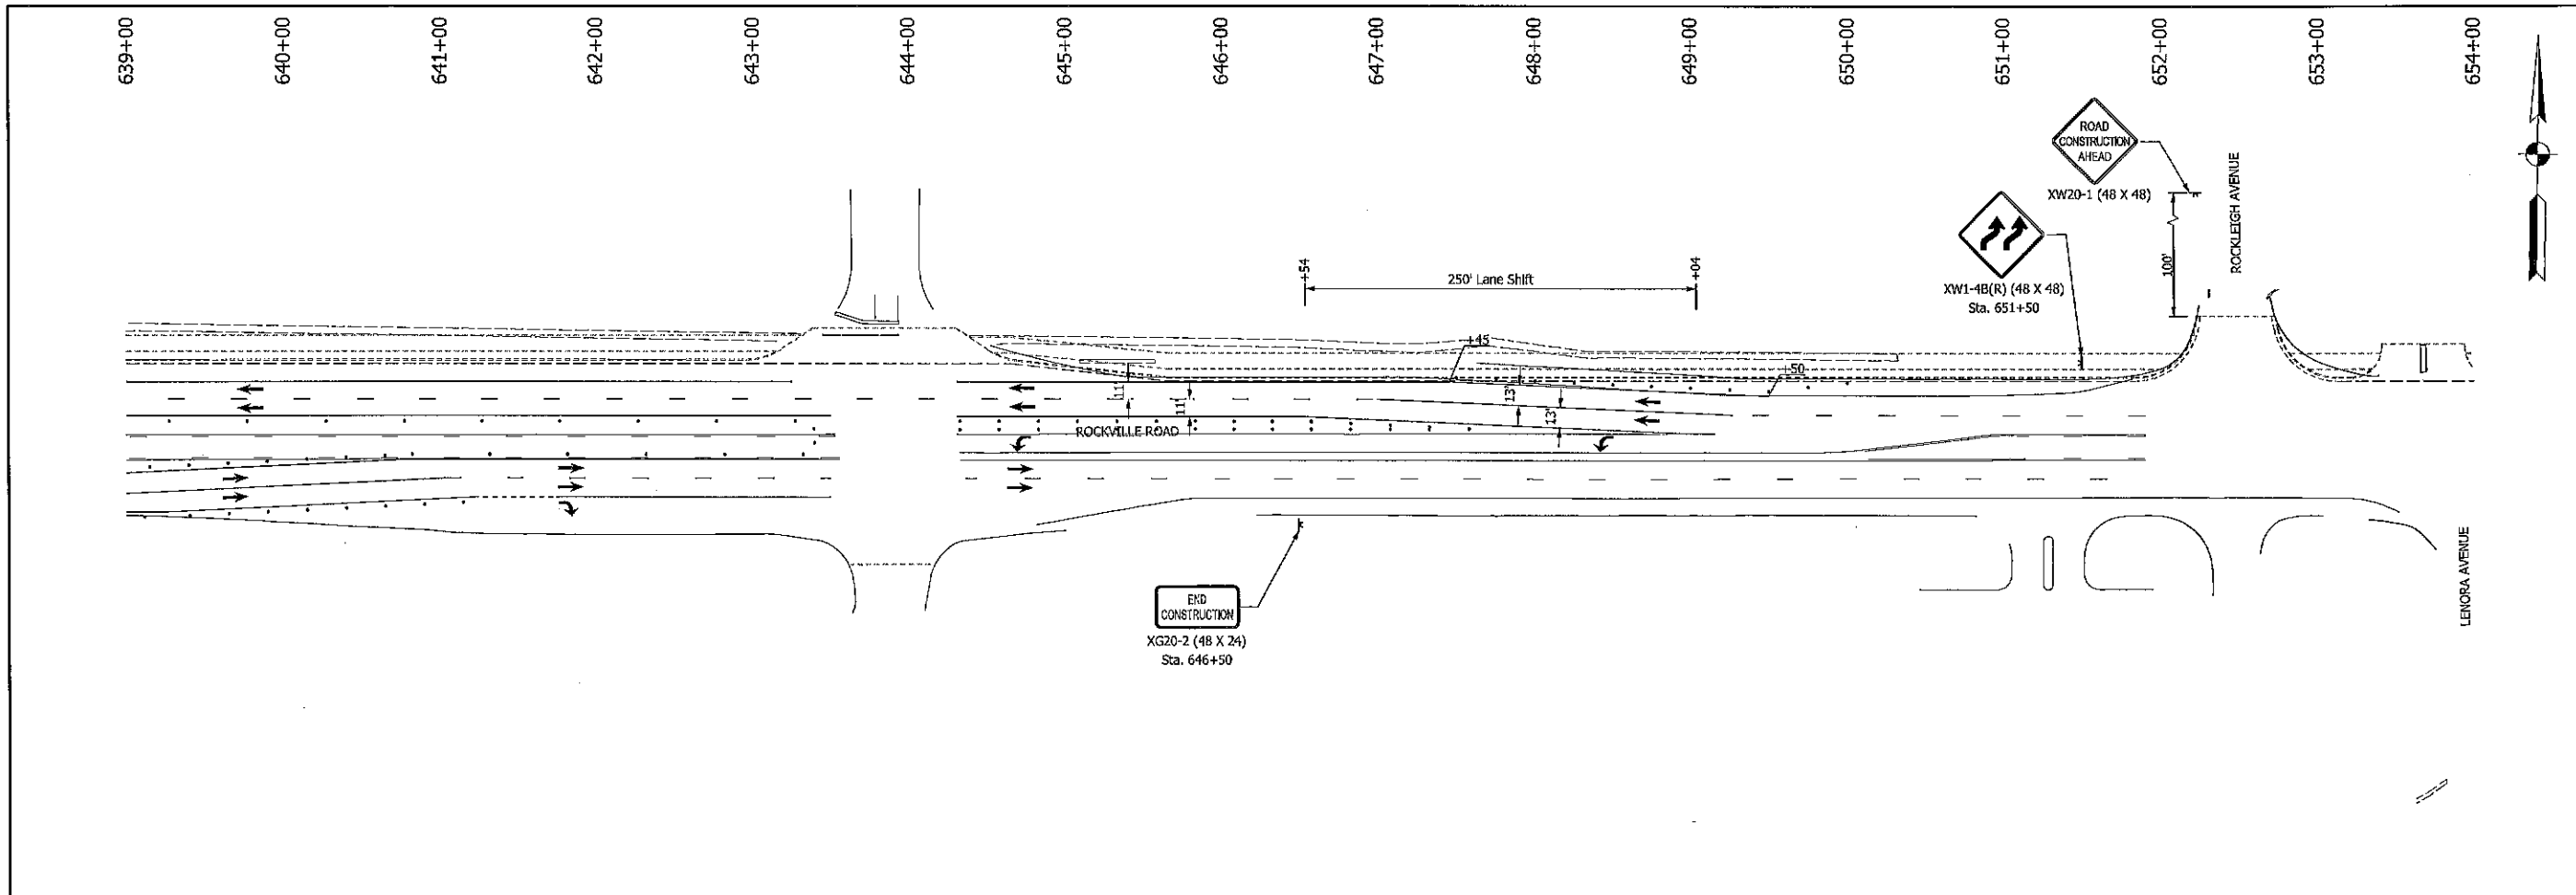 639+00
640+00
641+00
642+00
643+00
644+00
645+00
646+00
647+00
648+00
649+00
650+00
651+00
652+00
653+00
654+00
ROAD
CONSTRUCTION
AHEAD
XW20-1 (48 X 48)
ROCKLEIGH AVENUE
100'
XW1-4B(R) (48 X 48)
Sta. 651+50
+54
250' Lane Shift
+04
+45
+50
11'
11'
13'
13'
ROCKVILLE ROAD
END
CONSTRUCTION
XG20-2 (48 X 24)
Sta. 646+50
LENORA AVENUE